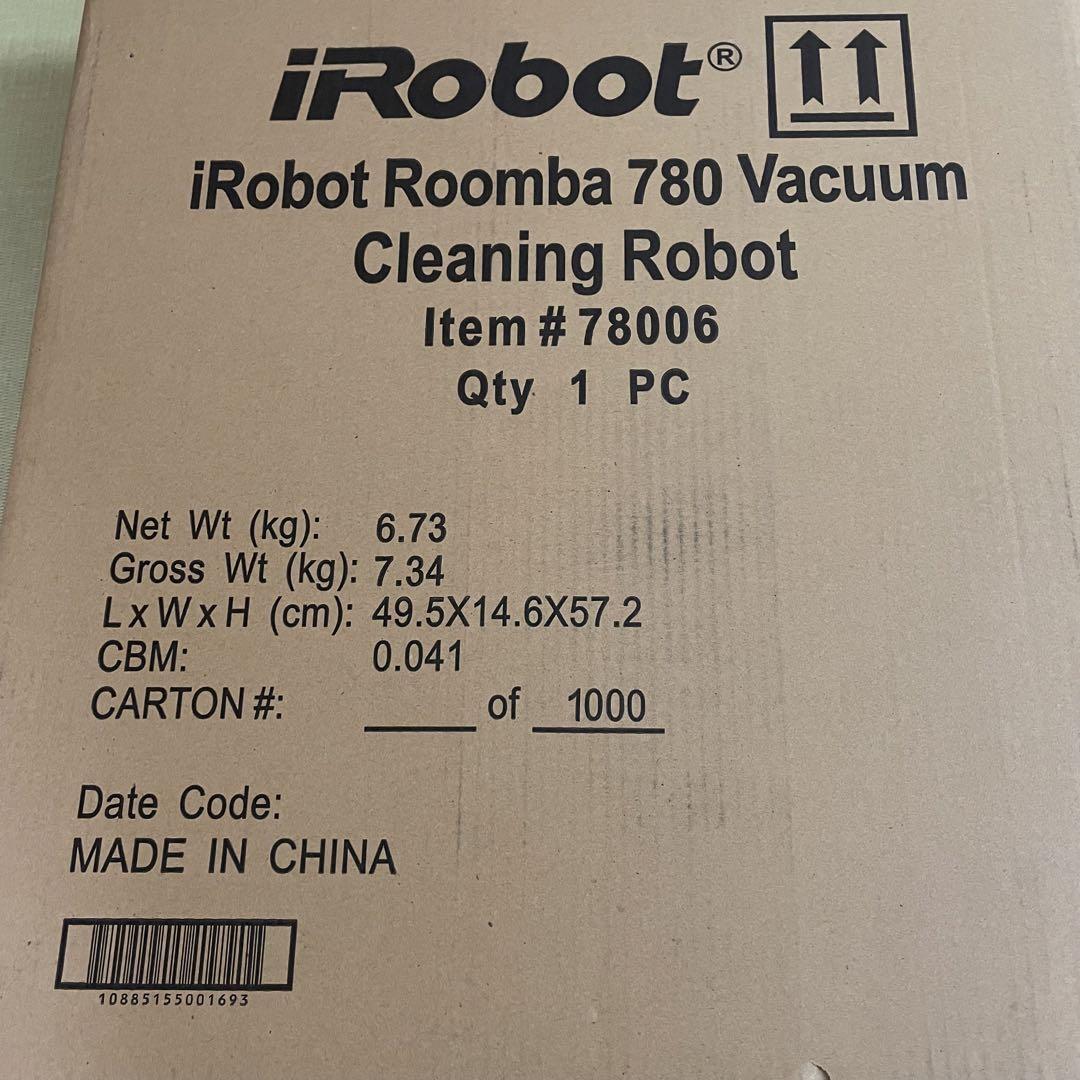 iRobot®
iRobot Roomba 780 Vacuum
Cleaning Robot
Item # 78006
Qty 1 PC
Net Wt (kg): 6.73
Gross Wt (kg): 7.34
L x W x H (cm): 49.5X14.6X57.2
CBM: 0.041
CARTON #: ____ of 1000
Date Code:
MADE IN CHINA
10885155001693